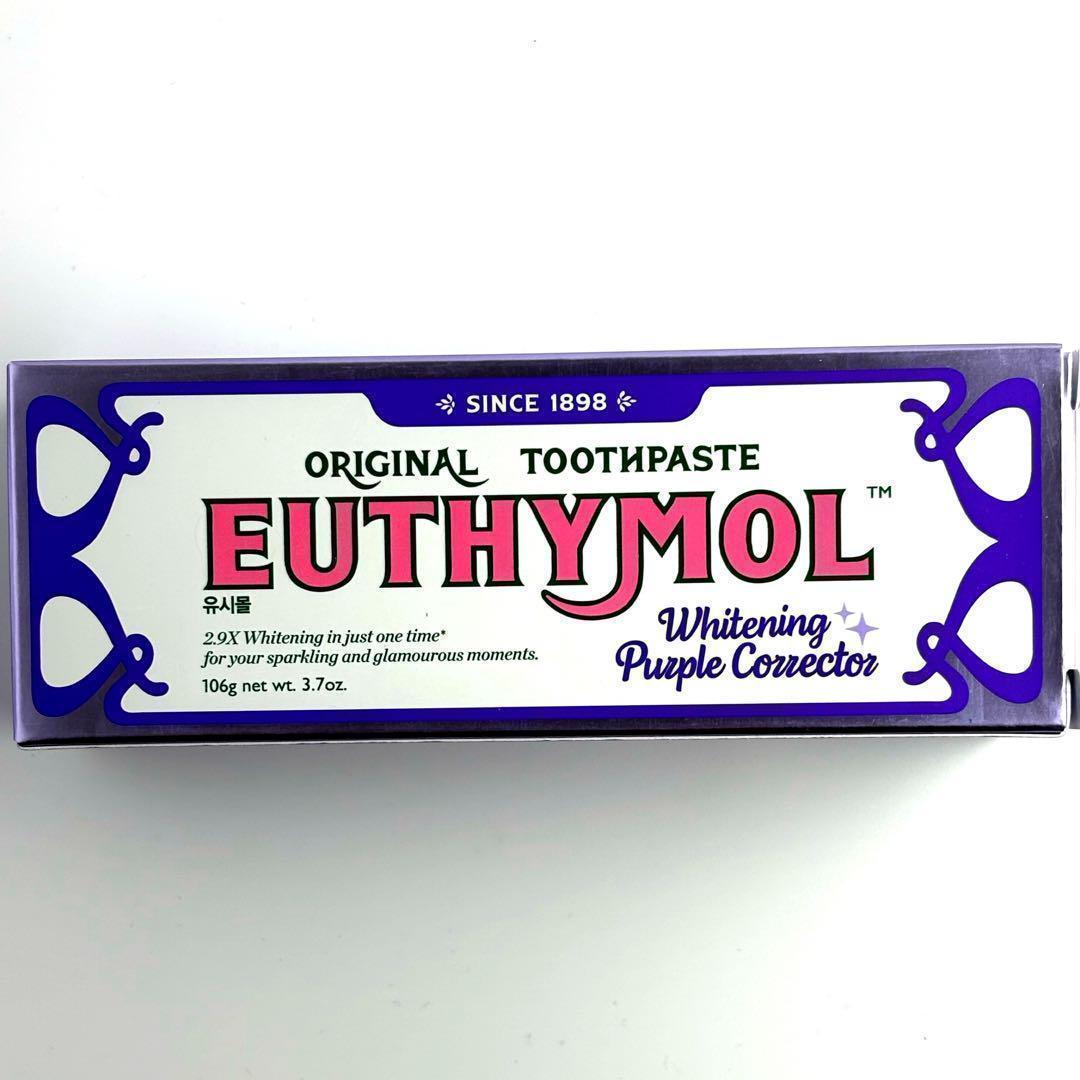 SINCE 1898
ORIGINAL TOOTHPASTE
EUTHYMOL™
유시몰
2.9X Whitening in just one time*
for your sparkling and glamourous moments.
106g net wt. 3.7oz.
Whitening
Purple Corrector